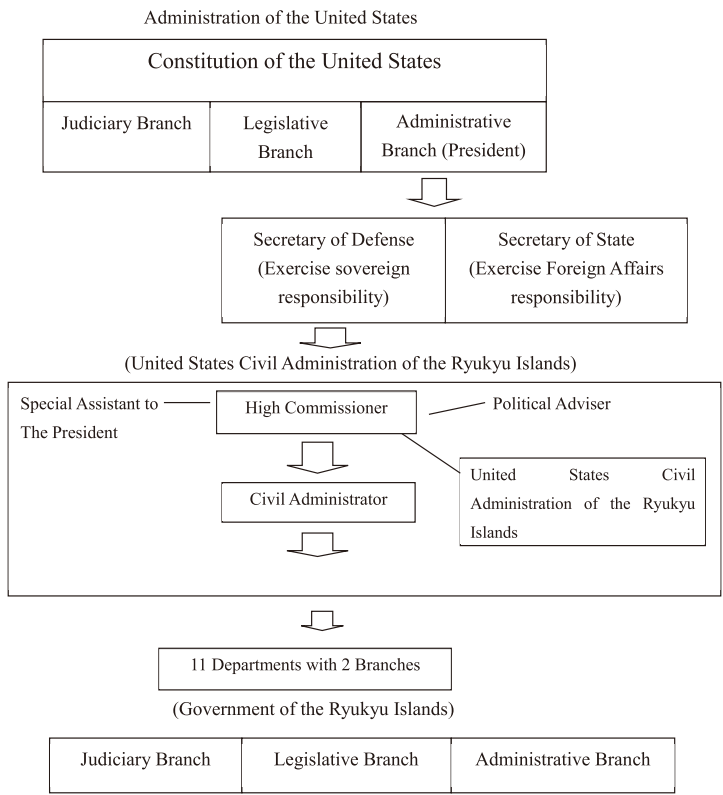 Administration of the United States
Constitution of the United States
Judiciary Branch
Legislative
Branch
Administrative
Branch (President)
Secretary of Defense
(Exercise sovereign
responsibility)
Secretary of State
(Exercise Foreign Affairs
responsibility)
(United States Civil Administration of the Ryukyu Islands)
Special Assistant to
The President
High Commissioner
Political Adviser
United States Civil
Administration of the Ryukyu
Islands
Civil Administrator
11 Departments with 2 Branches
(Government of the Ryukyu Islands)
Judiciary Branch
Legislative Branch
Administrative Branch